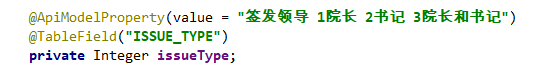 @ApiModelProperty(value = "签发领导 1院长 2书记 3院长和书记")
@TableField("ISSUE_TYPE")
private Integer issueType;